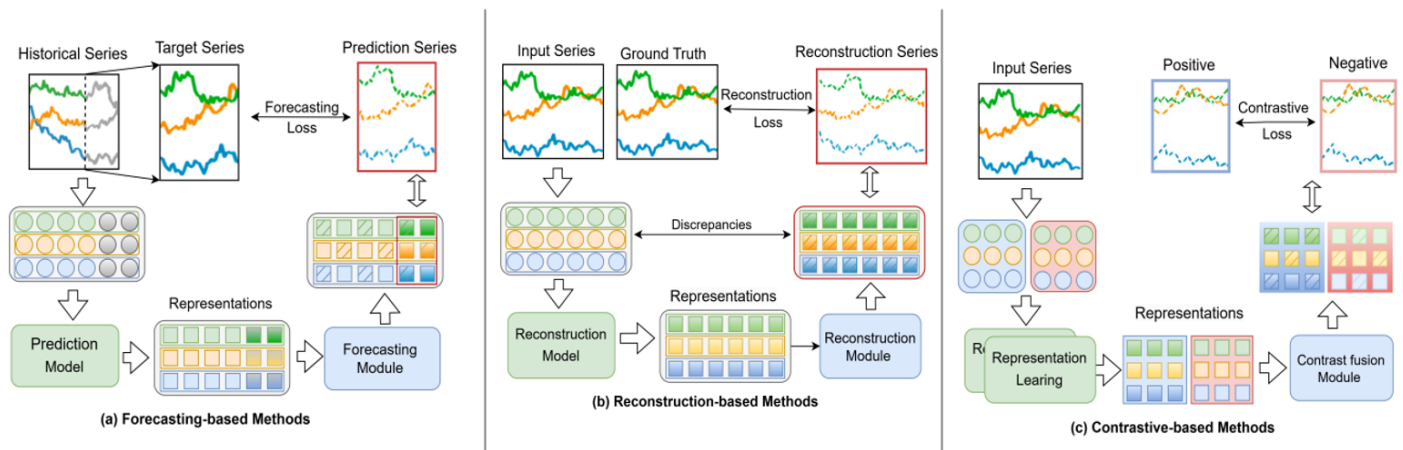 Historical Series
Target Series
Prediction Series
Forecasting
Loss
Representations
Prediction
Model
Forecasting
Module
(a) Forecasting-based Methods
Input Series
Ground Truth
Reconstruction Series
Reconstruction
Loss
Discrepancies
Representations
Reconstruction
Model
Reconstruction
Module
(b) Reconstruction-based Methods
Input Series
Positive
Negative
Contrastive
Loss
Representations
Re
Representation
Learing
Contrast fusion
Module
(c) Contrastive-based Methods